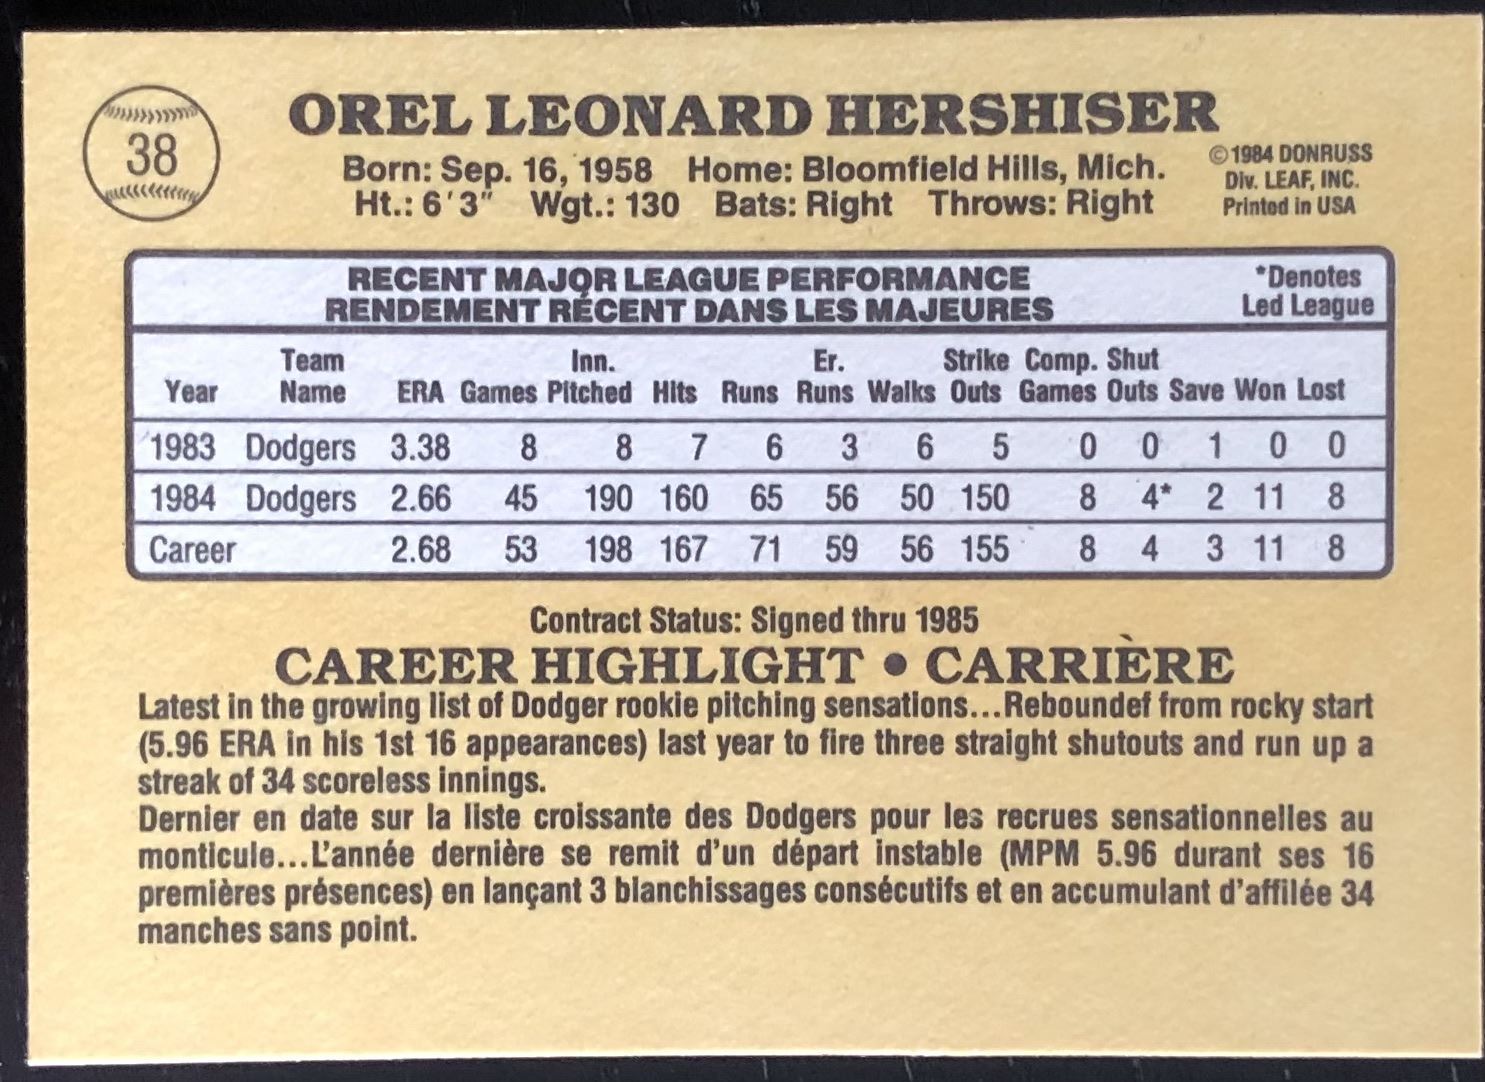 38
OREL LEONARD HERSHISER
Born: Sep. 16, 1958 Home: Bloomfield Hills, Mich.
Ht.: 6'3" Wgt.: 130 Bats: Right Throws: Right
©1984 DONRUSS
Div. LEAF, INC.
Printed in USA
RECENT MAJOR LEAGUE PERFORMANCE
RENDEMENT RÉCENT DANS LES MAJEURES
*Denotes
Led League
Team Inn. Er. Strike Comp. Shut
Year Name ERA Games Pitched Hits Runs Runs Walks Outs Games Outs Save Won Lost
1983 Dodgers 3.38 8 8 7 6 3 6 5 0 0 1 0 0
1984 Dodgers 2.66 45 190 160 65 56 50 150 8 4* 2 11 8
Career 2.68 53 198 167 71 59 56 155 8 4 3 11 8
Contract Status: Signed thru 1985
CAREER HIGHLIGHT • CARRIÈRE
Latest in the growing list of Dodger rookie pitching sensations...Reboundef from rocky start
(5.96 ERA in his 1st 16 appearances) last year to fire three straight shutouts and run up a
streak of 34 scoreless innings.
Dernier en date sur la liste croissante des Dodgers pour les recrues sensationnelles au
monticule...L'année dernière se remit d'un départ instable (MPM 5.96 durant ses 16
premières présences) en lançant 3 blanchissages consécutifs et en accumulant d'affilée 34
manches sans point.